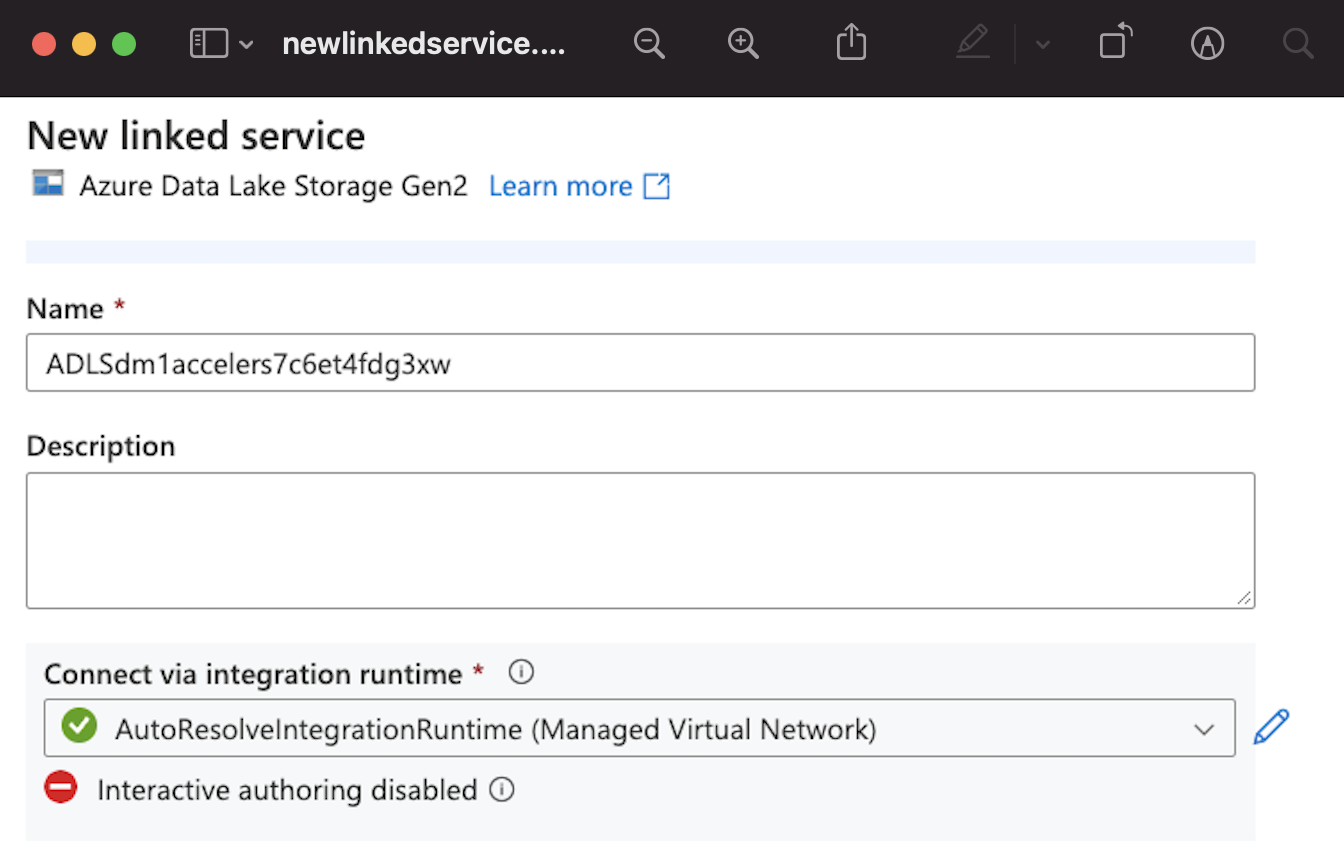 newlinkedservice....
New linked service
Azure Data Lake Storage Gen2 Learn more
Name *
ADLSdm1accelers7c6et4fdg3xw
Description
Connect via integration runtime *
AutoResolveIntegrationRuntime (Managed Virtual Network)
Interactive authoring disabled